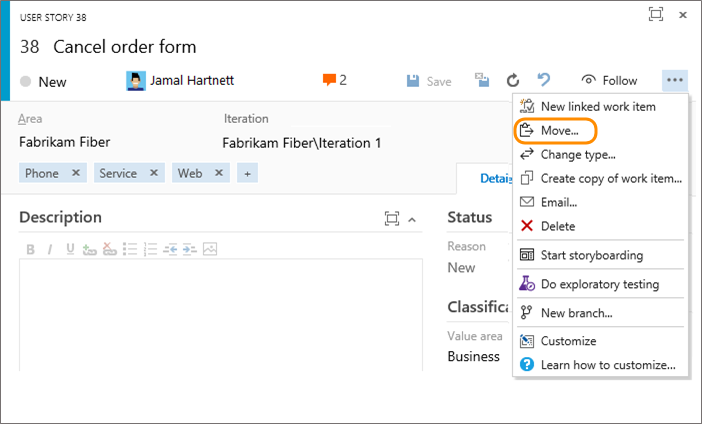 USER STORY 38
38 Cancel order form
New Jamal Hartnett 2 Save Follow
Area Iteration
Fabrikam Fiber Fabrikam Fiber\Iteration 1
Phone Service Web +
Details
Description Status
B I U
Reason
New
Classifica
Value area
Business
New linked work item
Move...
Change type...
Create copy of work item...
Email...
Delete
Start storyboarding
Do exploratory testing
New branch...
Customize
Learn how to customize...